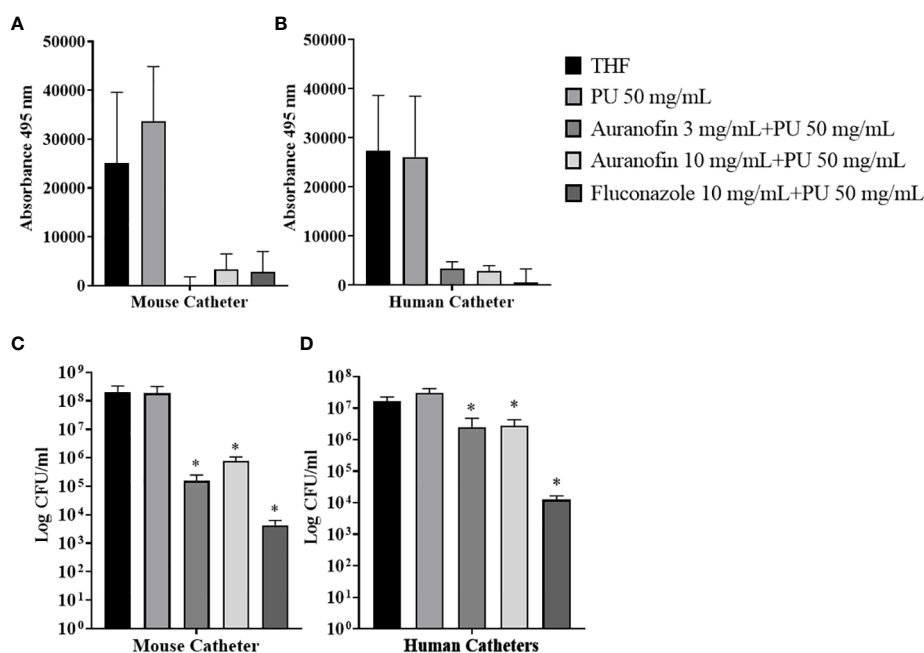 A
B
50000
40000
30000
20000
10000
0
Absorbance 495 nm
Mouse Catheter
50000
40000
30000
20000
10000
0
Absorbance 495 nm
Human Catheter
THF
PU 50 mg/mL
Auranofin 3 mg/mL+PU 50 mg/mL
Auranofin 10 mg/mL+PU 50 mg/mL
Fluconazole 10 mg/mL+PU 50 mg/mL
C
D
10⁹
10⁸
10⁷
10⁶
10⁵
10⁴
10³
10²
10¹
10⁰
Log CFU/ml
* * *
Mouse Catheter
10⁸
10⁷
10⁶
10⁵
10⁴
10³
10²
10¹
10⁰
Log CFU/ml
* * *
Human Catheters